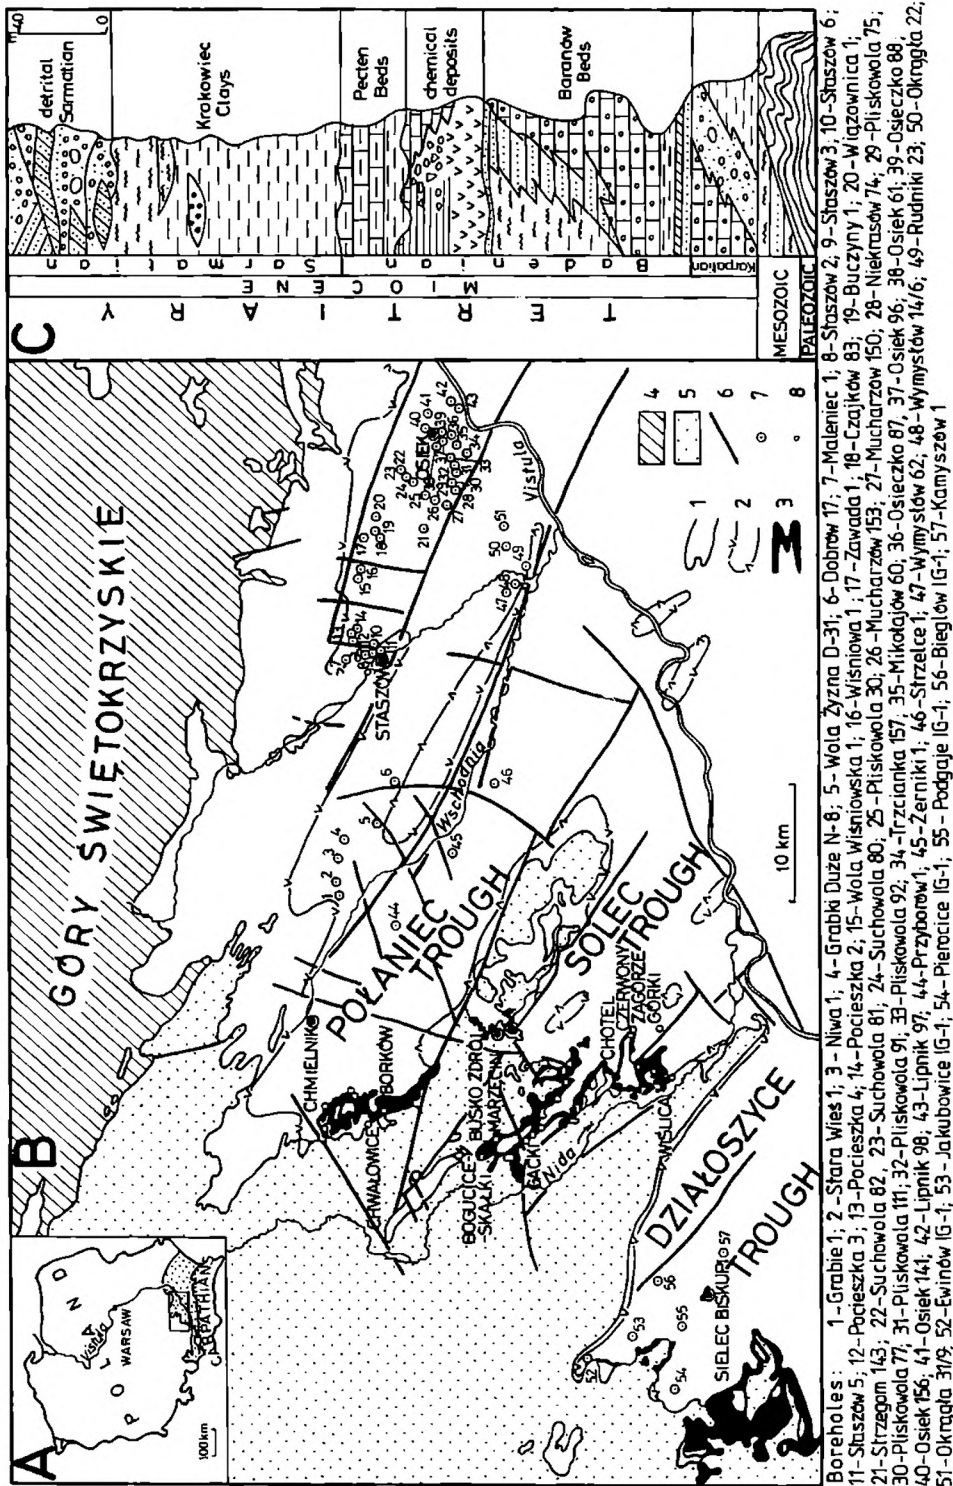 A
POLAND
Visla
WARSAW
CARPATHIANS
100km
B
GÓRY ŚWIĘTOKRZYSKIE
CHMIELNIK
CHWAŁOWICE
BORKÓW
POŁANIEC
TROUGH
Wschodnia
STASZÓW
OSIEK
Vistula
BOGUCICE-
SKAŁKI
BUSKO ZDRÓJ
GACKI
Nida
CHOTEL
CZERWONY
ZAGÓRZE
GÓRKI
WIŚLICA
SOLEC
TROUGH
DZIAŁOSZYCE
TROUGH
SIELEC BISKUPI
10 km
1
2
3
4
5
6
7
8
C
TERTIARY
MIOCENE
Sarmatian
Badenian
Karpatian
MESOZOIC
PALEOZOIC
detrital
Sarmatian
Krakowiec
Clays
Pecten
Beds
chemical
deposits
Baranów
Beds
m
40
0
Boreholes: 1-Grabie 1; 2-Stara Wieś 1; 3-Niwa 1; 4-Grabki Duże N-8; 5-Wola Żyzna D-31; 6-Dobrów 17; 7-Maleniec 1; 8-Staszów 2; 9-Staszów 3; 10-Staszów 6;
11-Staszów 5; 12-Pocieszka 3; 13-Pocieszka 4; 14-Pocieszka 2; 15-Wola Wiśniowska 1; 16-Wiśniowa 1; 17-Zawada 1; 18-Czajków 83; 19-Buczyny 1; 20-Wiązownica 1;
21-Strzegom 143; 22-Suchowola 82; 23-Suchowola 81; 24-Suchowola 80; 25-Pliskowola 30; 26-Mucharzów 153; 27-Mucharzów 150; 28-Niekrasów 74; 29-Pliskowola 75;
30-Pliskowola 77; 31-Pliskowola 111; 32-Pliskowola 91; 33-Pliskowola 92; 34-Trzcianka 157; 35-Mikołajów 60; 36-Osieczko 87; 37-Osiek 96; 38-Osiek 61; 39-Osieczko 88;
40-Osiek 156; 41-Osiek 141; 42-Lipnik 98; 43-Lipnik 97; 44-Przyborów 1; 45-Żerniki 1; 46-Strzelce 1; 47-Wymysłów 62; 48-Wymysłów 14/6; 49-Rudniki 23; 50-Okrągła 22;
51-Okrągła 31/9; 52-Ewinów IG-1; 53-Jakubowice IG-1; 54-Pierocice IG-1; 55-Podgaje IG-1; 56-Bieglów IG-1; 57-Kamyszów 1